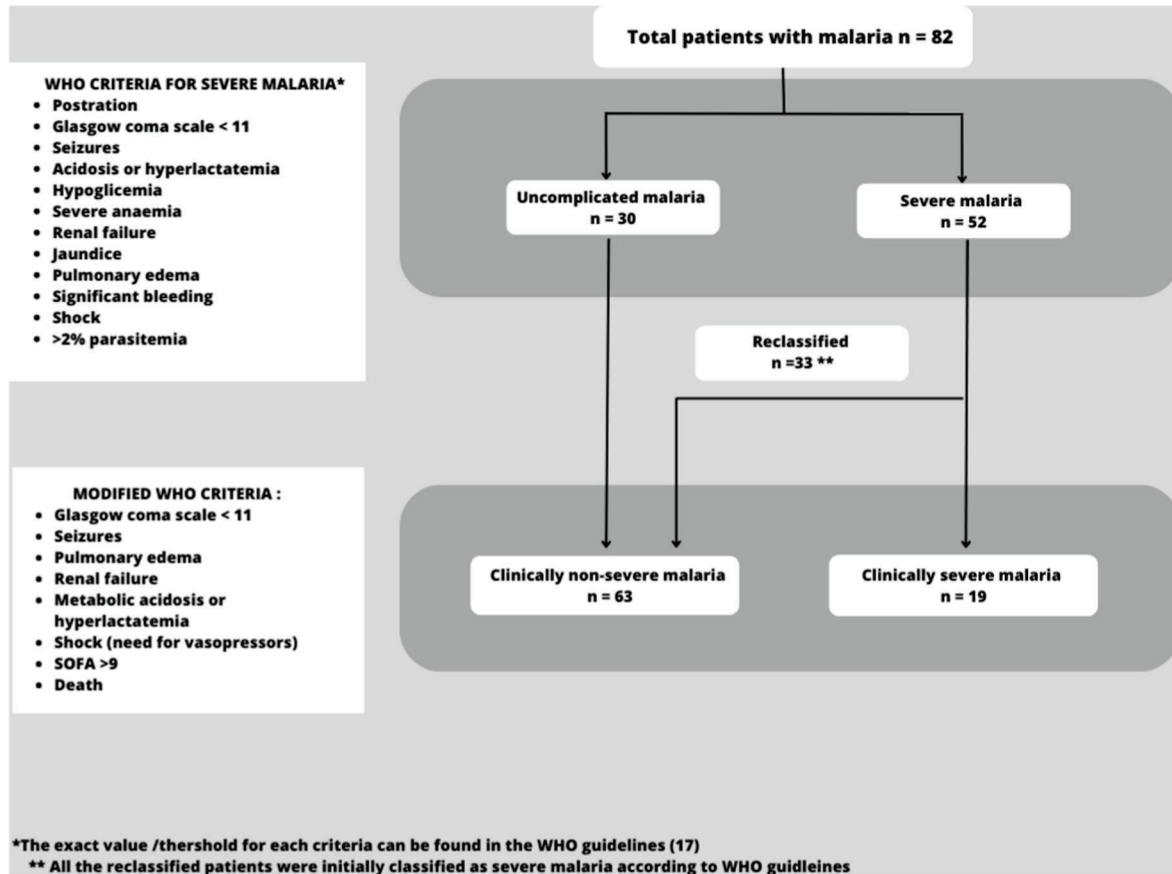 Total patients with malaria n = 82
WHO CRITERIA FOR SEVERE MALARIA*
• Postration
• Glasgow coma scale < 11
• Seizures
• Acidosis or hyperlactatemia
• Hypoglicemia
• Severe anaemia
• Renal failure
• Jaundice
• Pulmonary edema
• Significant bleeding
• Shock
• >2% parasitemia
Uncomplicated malaria
n = 30
Severe malaria
n = 52
Reclassified
n =33 **
MODIFIED WHO CRITERIA :
• Glasgow coma scale < 11
• Seizures
• Pulmonary edema
• Renal failure
• Metabolic acidosis or
hyperlactatemia
• Shock (need for vasopressors)
• SOFA >9
• Death
Clinically non-severe malaria
n = 63
Clinically severe malaria
n = 19
*The exact value /thershold for each criteria can be found in the WHO guidelines (17)
** All the reclassified patients were initially classified as severe malaria according to WHO guidleines